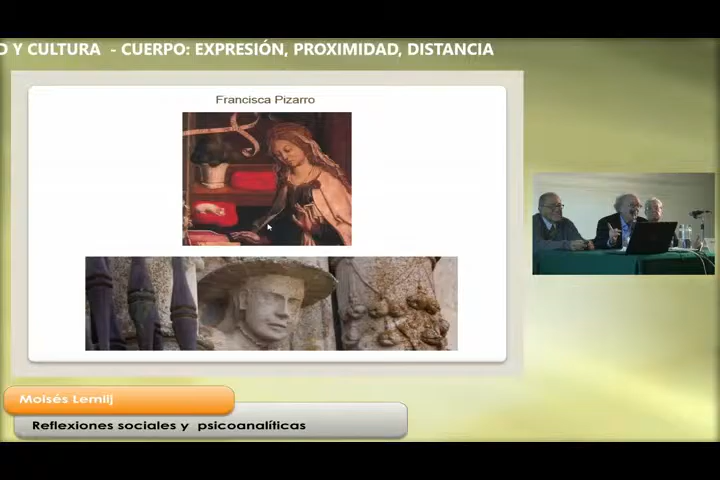 D Y CULTURA - CUERPO: EXPRESIÓN, PROXIMIDAD, DISTANCIA
Francisca Pizarro
Moisés Lemlij
Reflexiones sociales y psicoanalíticas